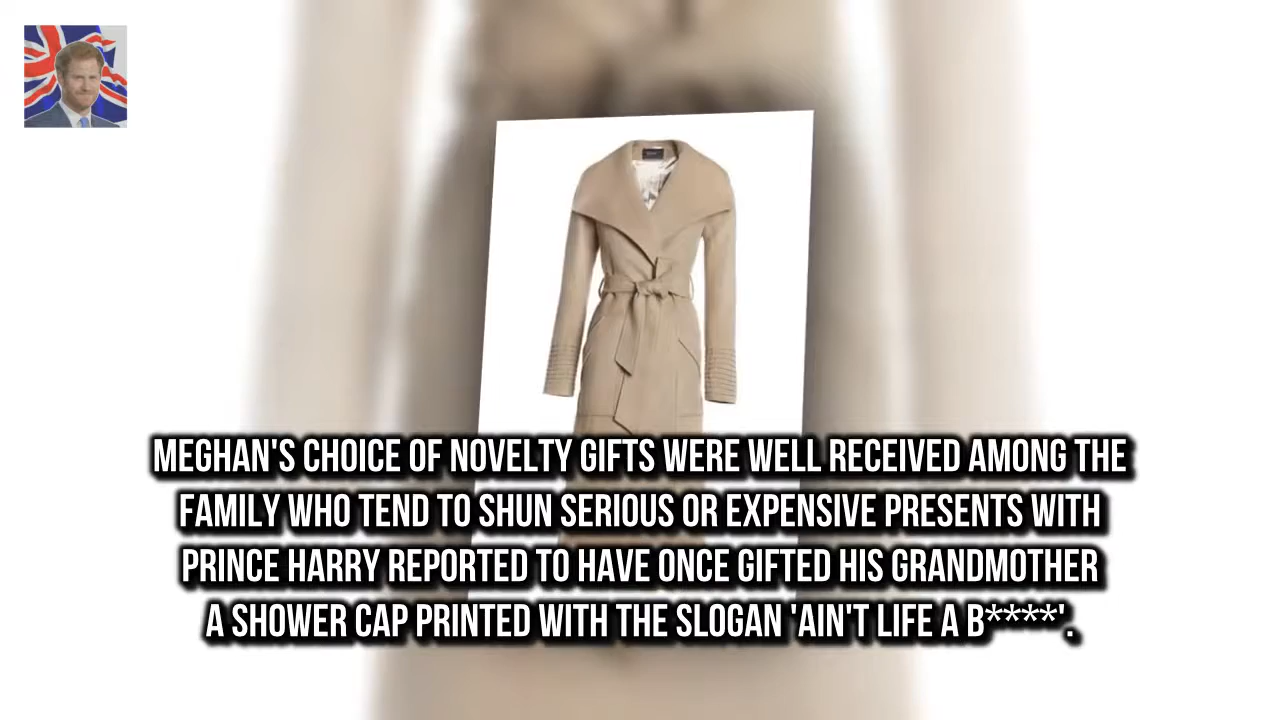 MEGHAN'S CHOICE OF NOVELTY GIFTS WERE WELL RECEIVED AMONG THE
FAMILY WHO TEND TO SHUN SERIOUS OR EXPENSIVE PRESENTS WITH
PRINCE HARRY REPORTED TO HAVE ONCE GIFTED HIS GRANDMOTHER
A SHOWER CAP PRINTED WITH THE SLOGAN 'AIN'T LIFE A B****'.